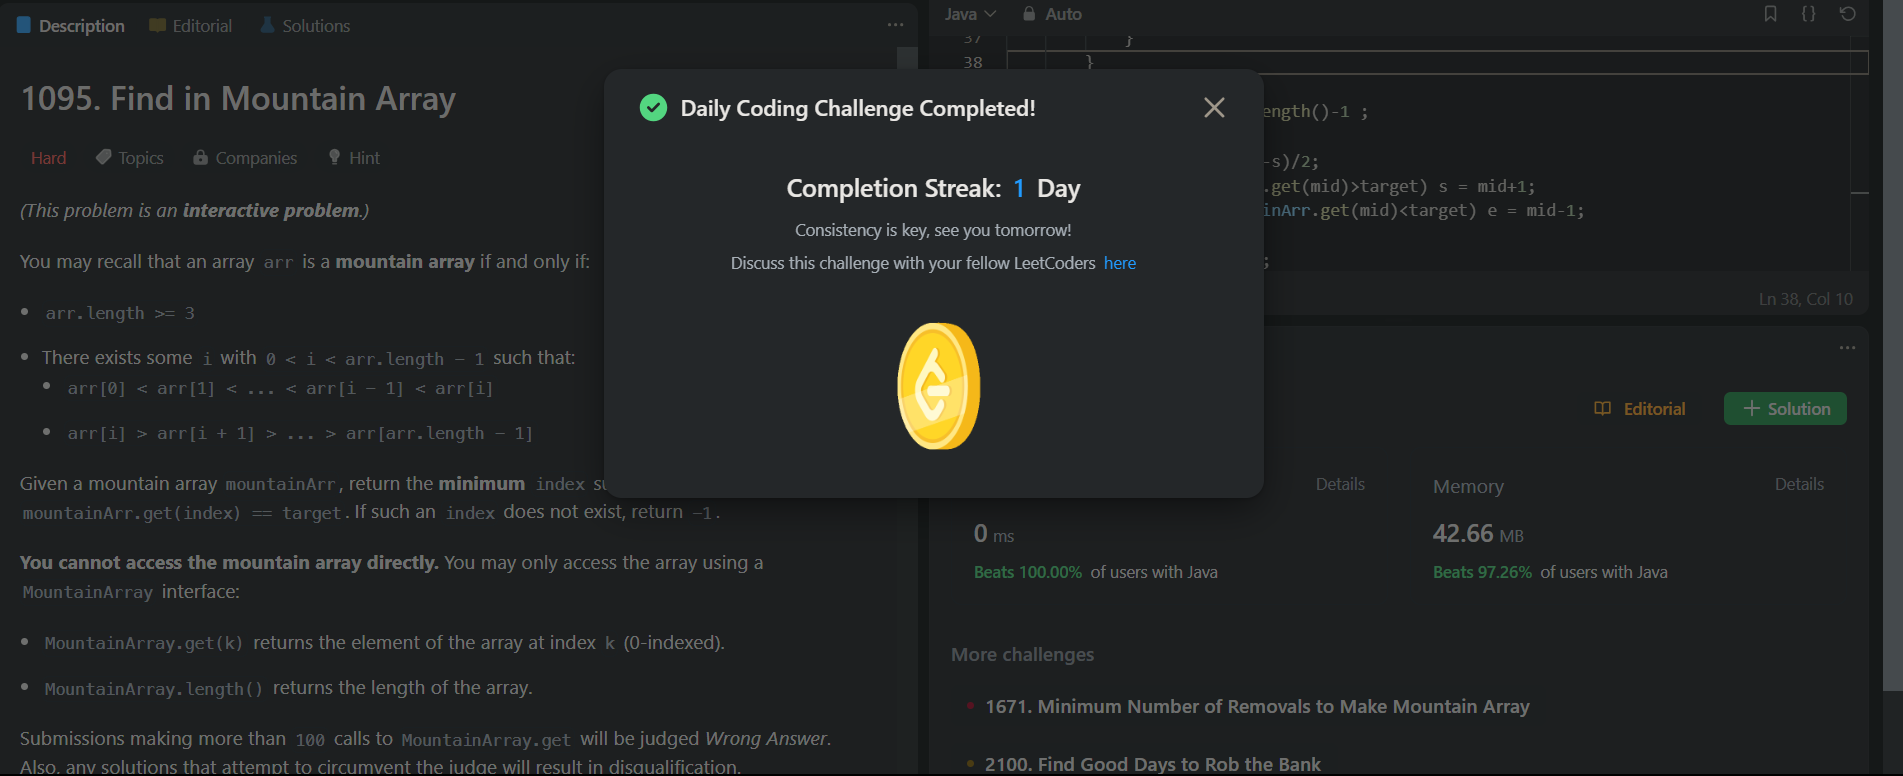 Description Editorial Solutions
1095. Find in Mountain Array
Hard Topics Companies Hint
(This problem is an interactive problem.)
You may recall that an array arr is a mountain array if and only if:
• arr.length >= 3
• There exists some i with 0 < i < arr.length - 1 such that:
• arr[0] < arr[1] < ... < arr[i - 1] < arr[i]
• arr[i] > arr[i + 1] > ... > arr[arr.length - 1]
Given a mountain array mountainArr, return the minimum index
mountainArr.get(index) == target. If such an index does not exist, return -1.
You cannot access the mountain array directly. You may only access the array using a
MountainArray interface:
• MountainArray.get(k) returns the element of the array at index k (0-indexed).
• MountainArray.length() returns the length of the array.
Submissions making more than 100 calls to MountainArray.get will be judged Wrong Answer.
Also, any solutions that attempt to circumvent the judge will result in disqualification.
Daily Coding Challenge Completed!
Completion Streak: 1 Day
Consistency is key, see you tomorrow!
Discuss this challenge with your fellow LeetCoders here
Java Auto
37 }
38 }
ength()-1 ;
-s)/2;
.get(mid)>target) s = mid+1;
inArr.get(mid)<target) e = mid-1;
;
Ln 38, Col 10
Editorial + Solution
Details Memory Details
0 ms 42.66 MB
Beats 100.00% of users with Java Beats 97.26% of users with Java
More challenges
• 1671. Minimum Number of Removals to Make Mountain Array
• 2100. Find Good Days to Rob the Bank